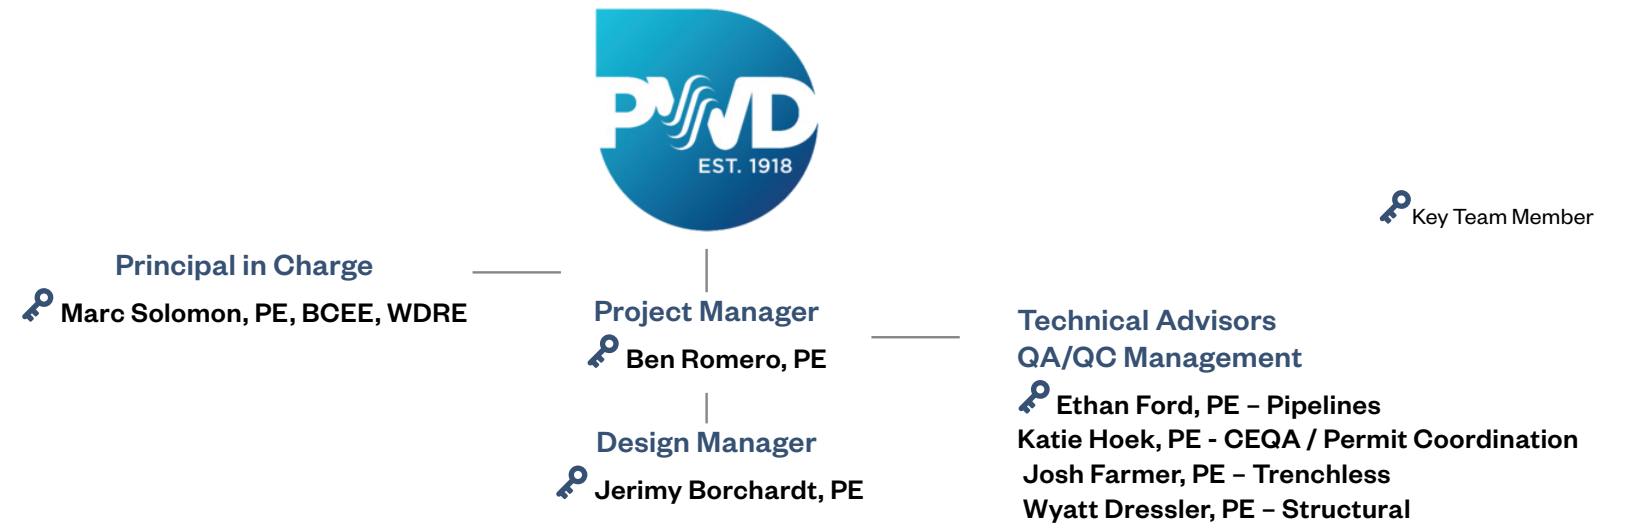 PWD
EST. 1918
Key Team Member
Principal in Charge
Marc Solomon, PE, BCEE, WDRE
Project Manager
Ben Romero, PE
Design Manager
Jerimy Borchardt, PE
Technical Advisors
QA/QC Management
Ethan Ford, PE – Pipelines
Katie Hoek, PE - CEQA / Permit Coordination
Josh Farmer, PE – Trenchless
Wyatt Dressler, PE – Structural